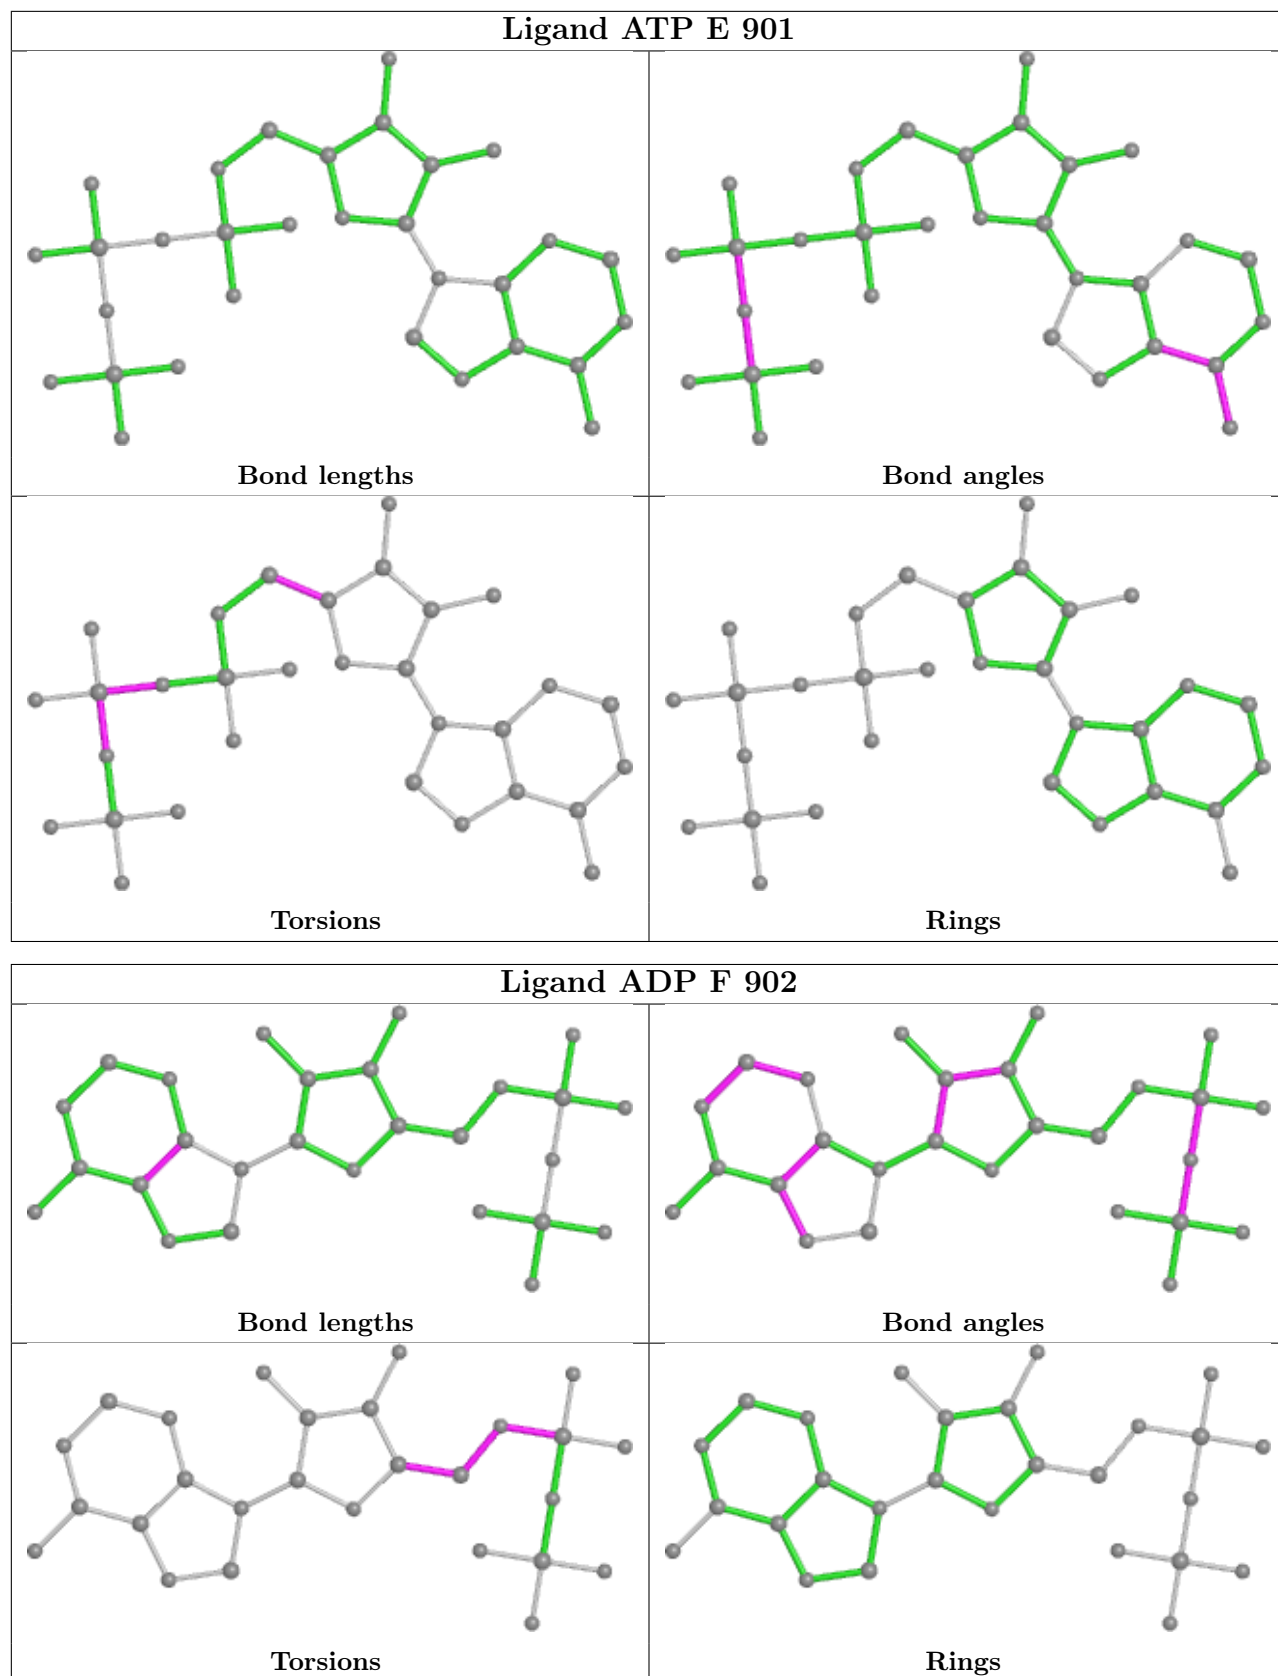 Ligand ATP E 901
Bond lengths
Bond angles
Torsions
Rings
Ligand ADP F 902
Bond lengths
Bond angles
Torsions
Rings